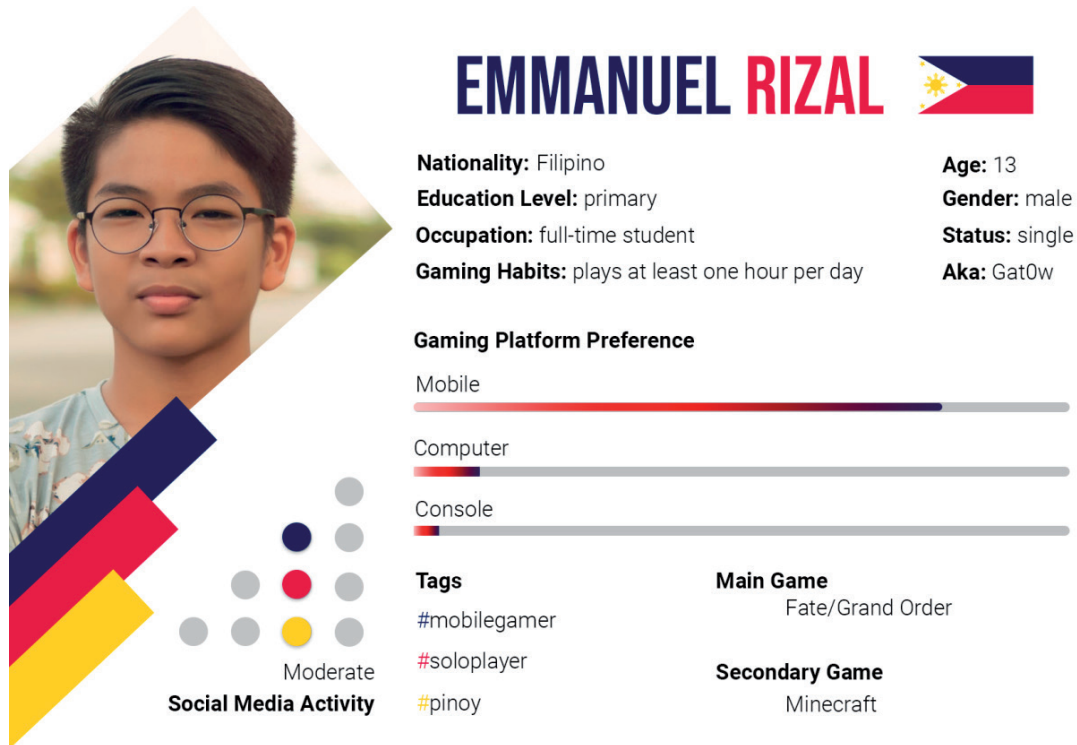 EMMANUEL RIZAL
Nationality: Filipino
Education Level: primary
Occupation: full-time student
Gaming Habits: plays at least one hour per day
Age: 13
Gender: male
Status: single
Aka: Gat0w
Gaming Platform Preference
Mobile
Computer
Console
Moderate
Social Media Activity
Tags
#mobilegamer
#soloplayer
#pinoy
Main Game
Fate/Grand Order
Secondary Game
Minecraft